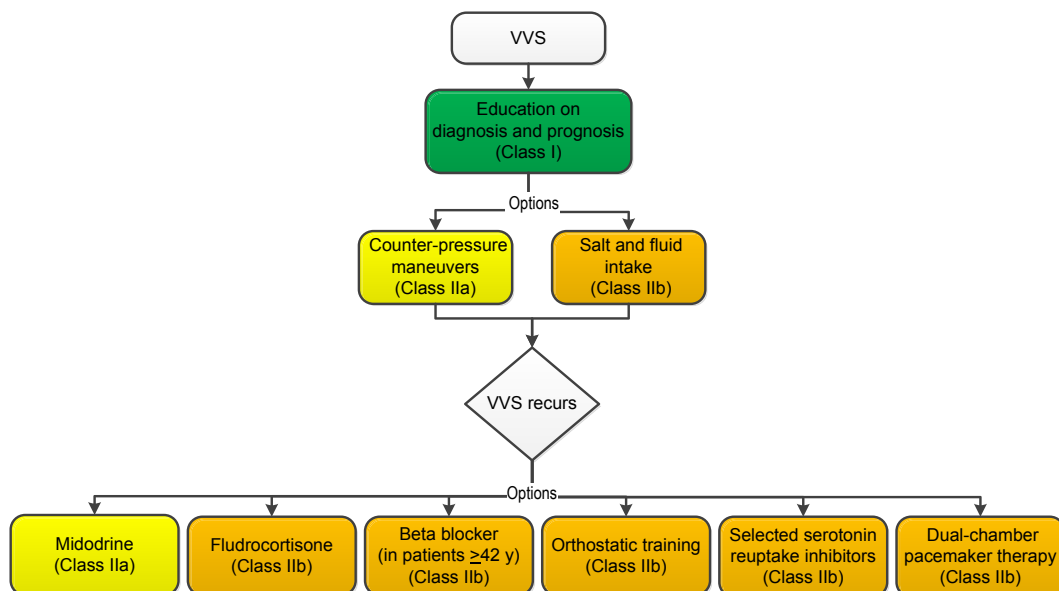 VVS
Education on
diagnosis and prognosis
(Class I)
Options
Counter-pressure
maneuvers
(Class IIa)
Salt and fluid
intake
(Class IIb)
VVS recurs
Options
Midodrine
(Class IIa)
Fludrocortisone
(Class IIb)
Beta blocker
(in patients ≥42 y)
(Class IIb)
Orthostatic training
(Class IIb)
Selected serotonin
reuptake inhibitors
(Class IIb)
Dual-chamber
pacemaker therapy
(Class IIb)